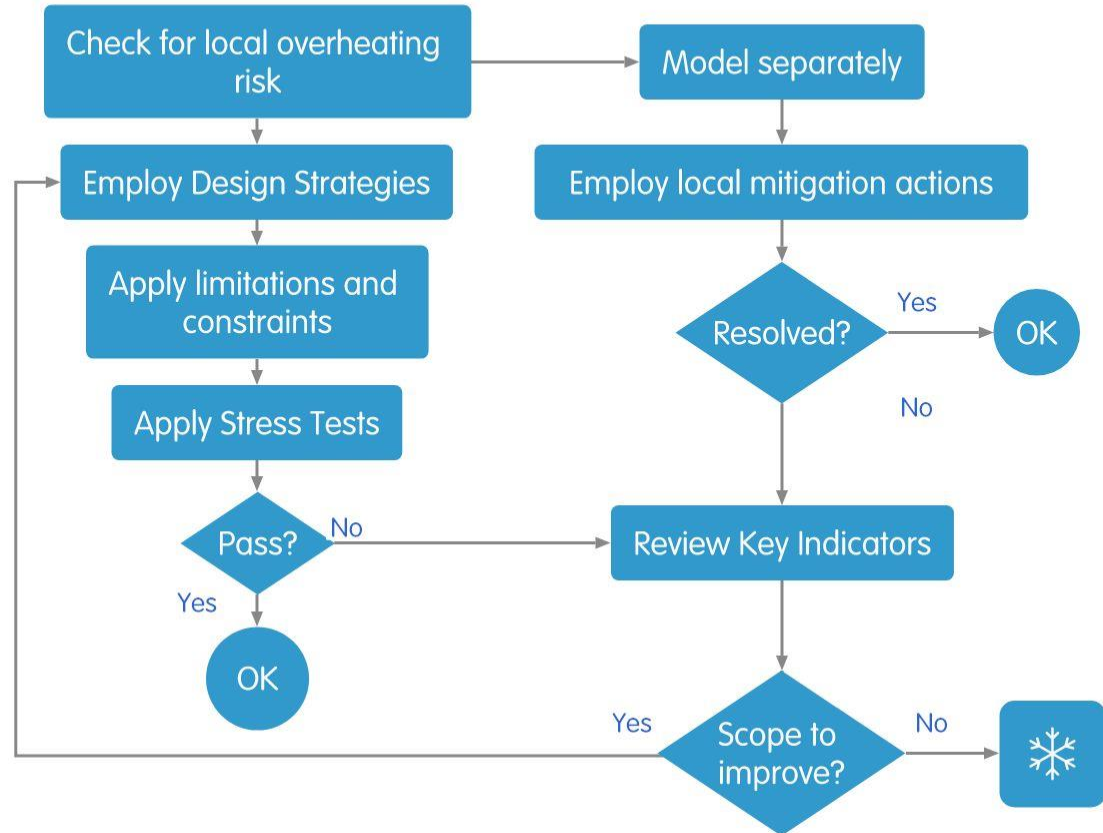 Check for local overheating
risk
Model separately
Employ Design Strategies
Employ local mitigation actions
Apply limitations and
constraints
Resolved?
Yes
OK
No
Apply Stress Tests
Pass?
No
Review Key Indicators
Yes
OK
Scope to
improve?
Yes
No